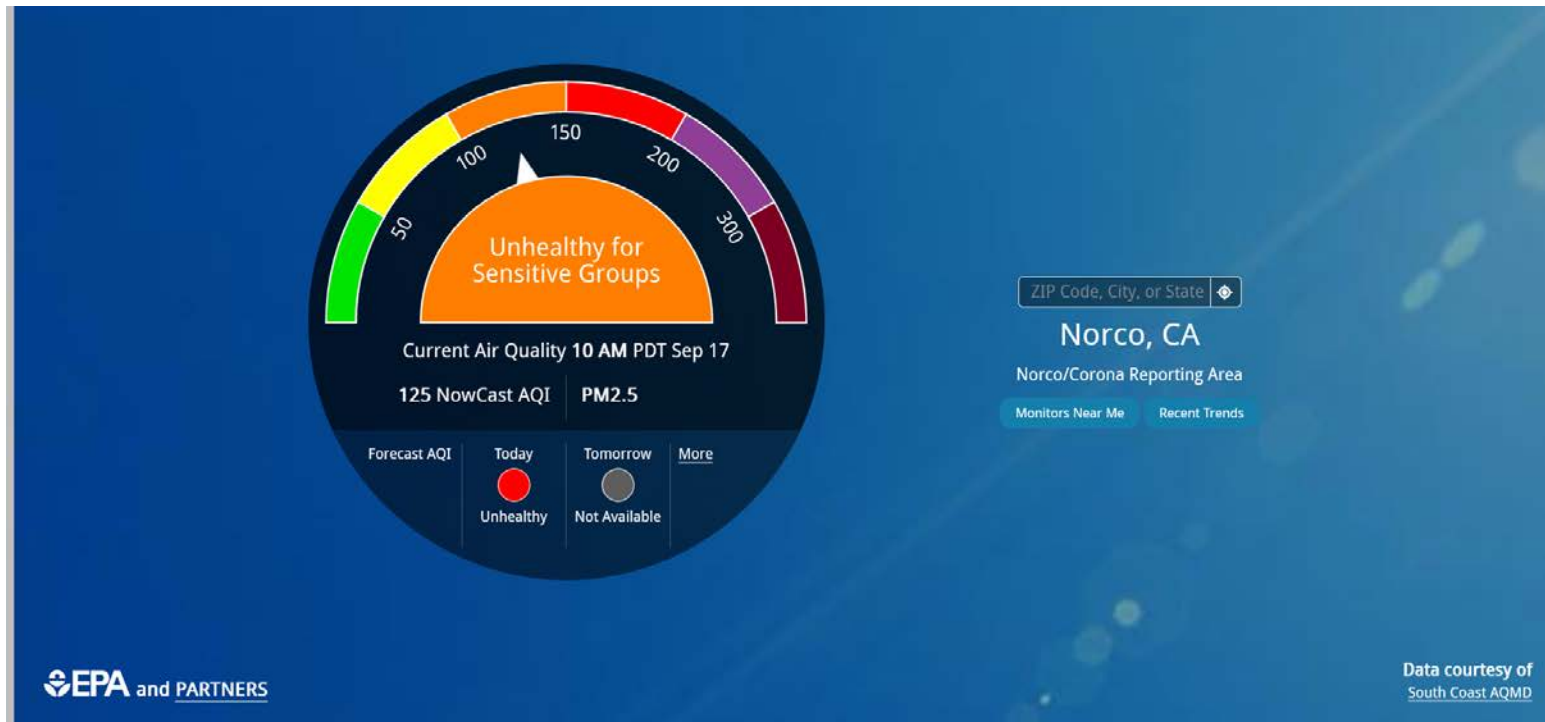 50
100
150
200
300
Unhealthy for
Sensitive Groups
Current Air Quality 10 AM PDT Sep 17
125 NowCast AQI PM2.5
Forecast AQI Today Tomorrow More
Unhealthy Not Available
ZIP Code, City, or State
Norco, CA
Norco/Corona Reporting Area
Monitors Near Me Recent Trends
EPA and PARTNERS
Data courtesy of
South Coast AQMD